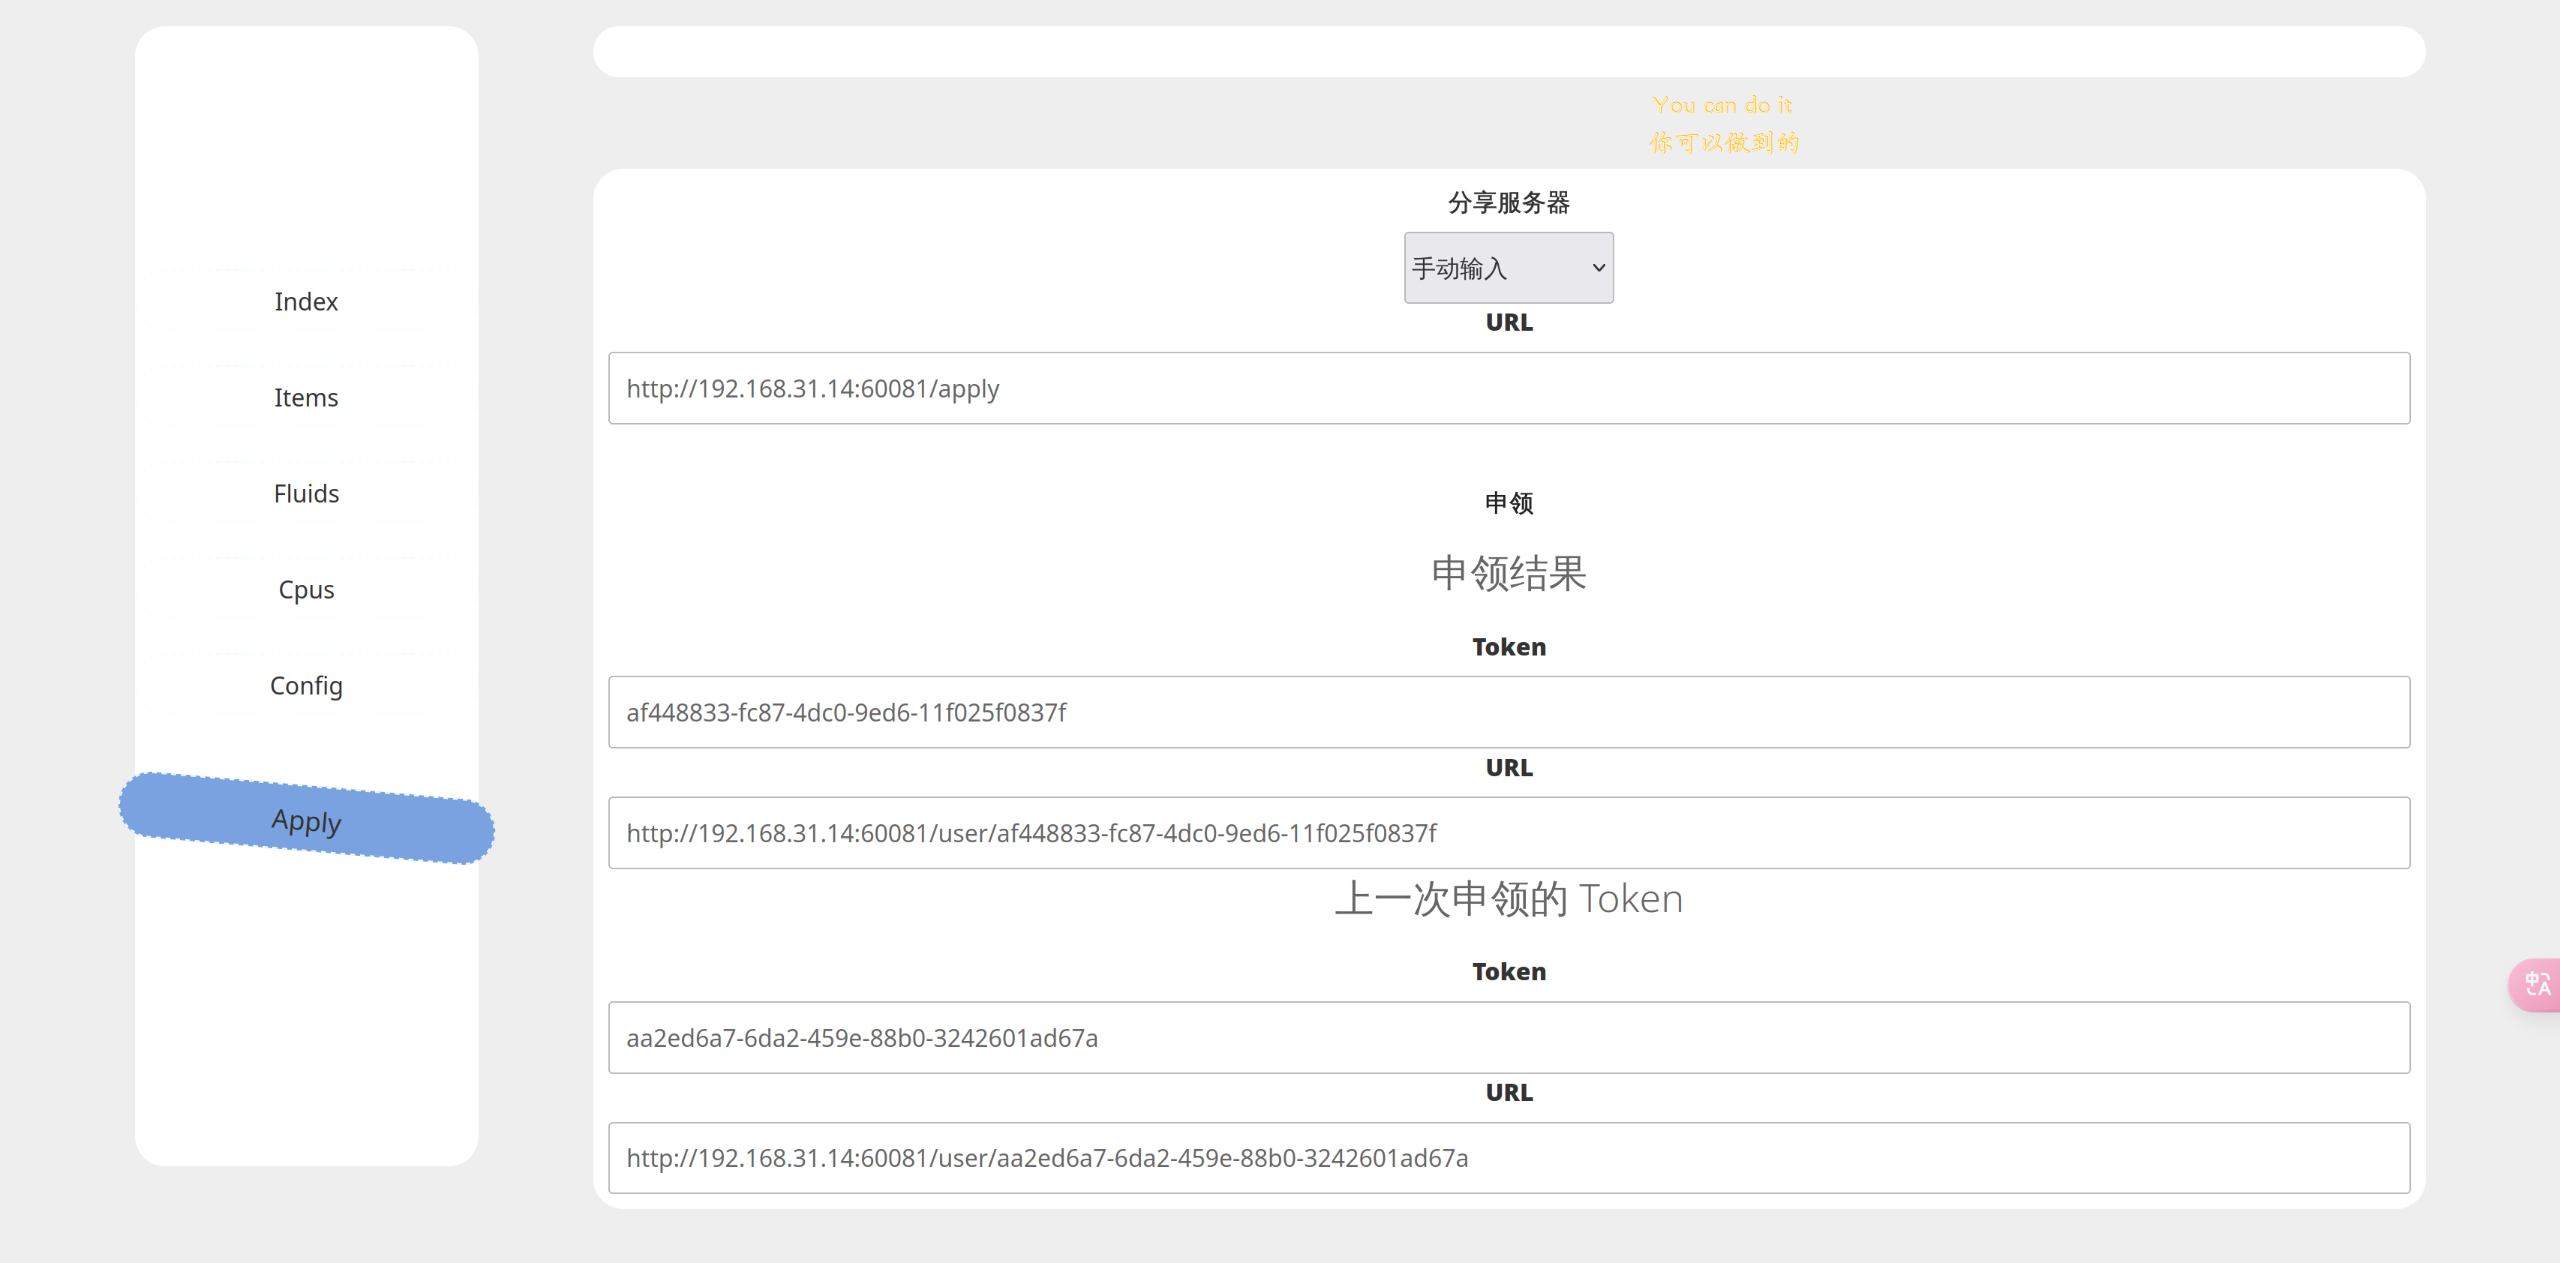 Index
Items
Fluids
Cpus
Config
Apply
You can do it
你可以做到的
分享服务器
手动输入
URL
http://192.168.31.14:60081/apply
申领
申领结果
Token
af448833-fc87-4dc0-9ed6-11f025f0837f
URL
http://192.168.31.14:60081/user/af448833-fc87-4dc0-9ed6-11f025f0837f
上一次申领的 Token
Token
aa2ed6a7-6da2-459e-88b0-3242601ad67a
URL
http://192.168.31.14:60081/user/aa2ed6a7-6da2-459e-88b0-3242601ad67a